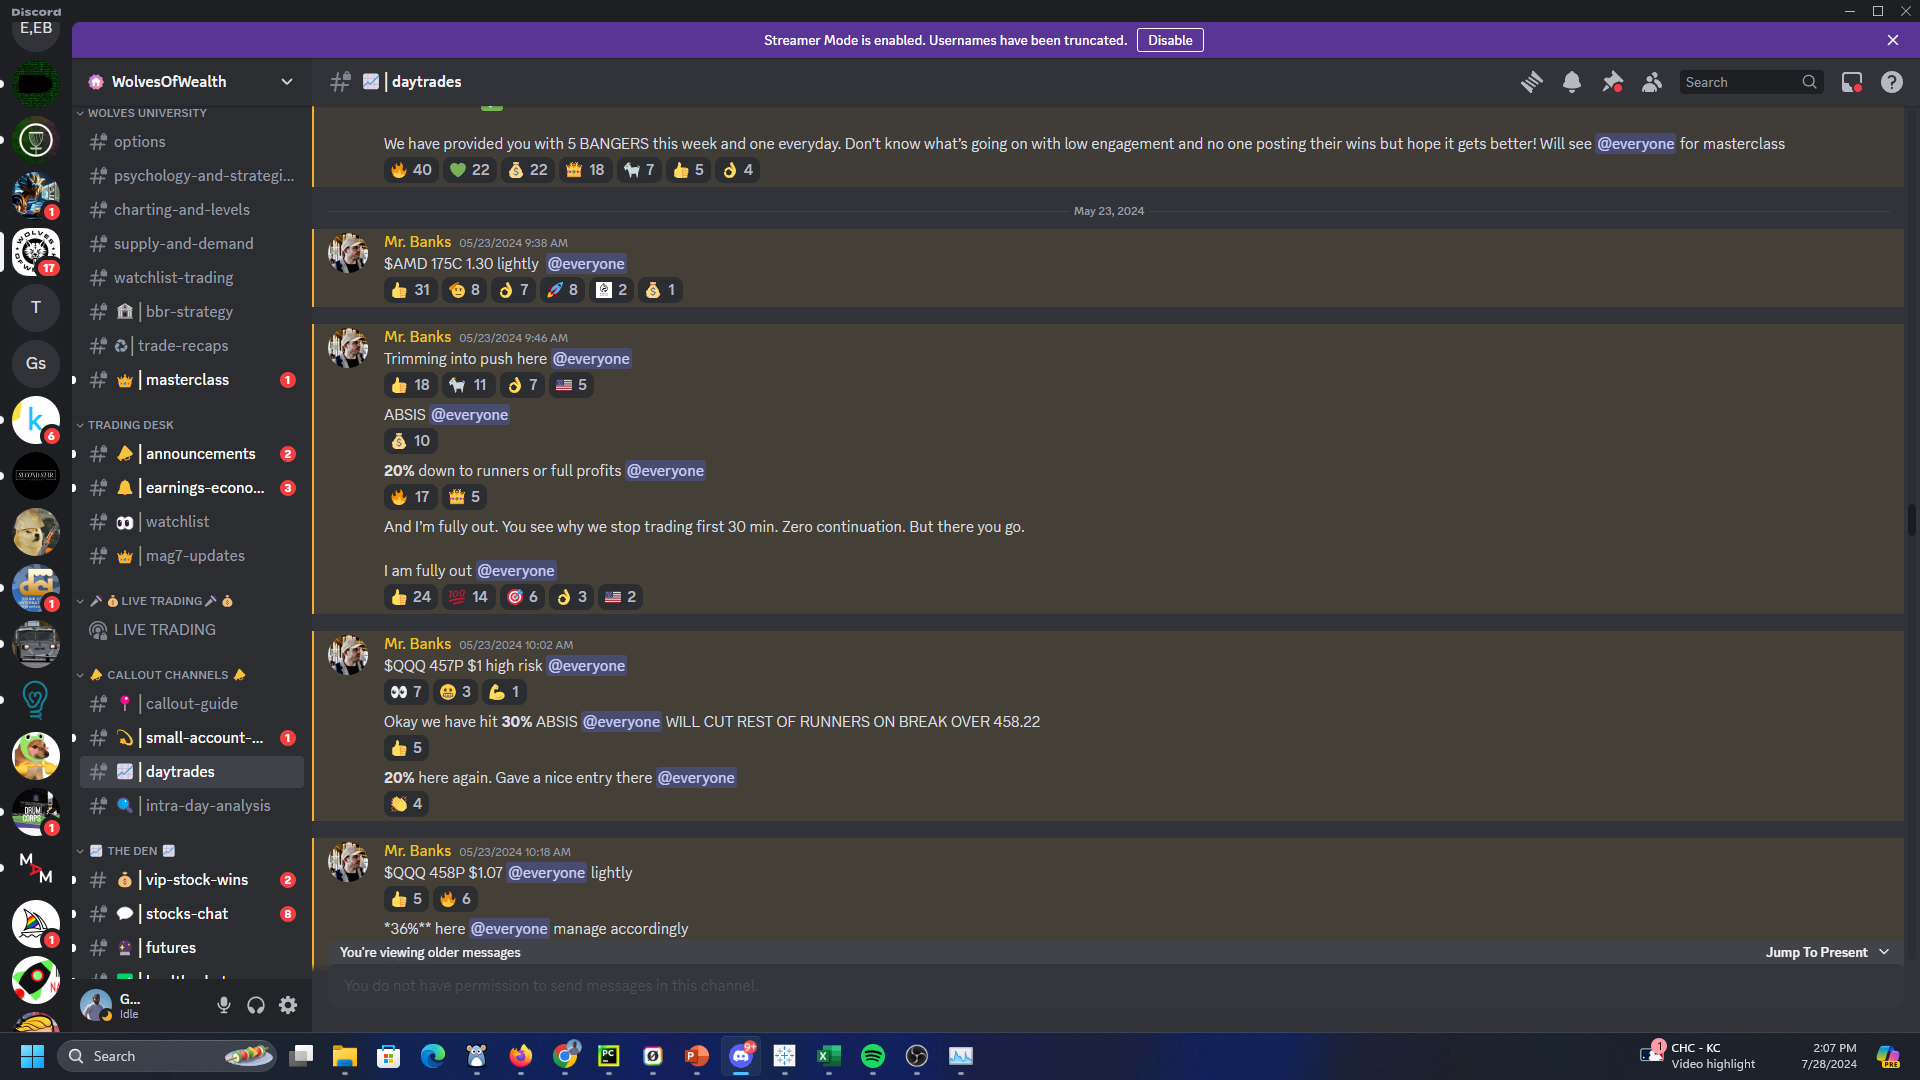 Discord
E,EB
Streamer Mode is enabled. Usernames have been truncated. Disable
WolvesOfWealth
| daytrades
Search
WOLVES UNIVERSITY
options
psychology-and-strategi...
charting-and-levels
supply-and-demand
watchlist-trading
| bbr-strategy
| trade-recaps
| masterclass 1
TRADING DESK
| announcements 2
| earnings-econo... 3
| watchlist
| mag7-updates
LIVE TRADING
LIVE TRADING
CALLOUT CHANNELS
| callout-guide
| small-account-... 1
| daytrades
| intra-day-analysis
THE DEN
| vip-stock-wins 2
| stocks-chat 8
| futures
1
WOLVES
17
T
Gs
k
6
SECOND STAR
dci
1
DRUM CORPS
1
M A M
1
G...
Idle
We have provided you with 5 BANGERS this week and one everyday. Don't know what's going on with low engagement and no one posting their wins but hope it gets better! Will see @everyone for masterclass
40 22 22 18 7 5 4
May 23, 2024
Mr. Banks 05/23/2024 9:38 AM
$AMD 175C 1.30 lightly @everyone
31 8 7 8 2 1
Mr. Banks 05/23/2024 9:46 AM
Trimming into push here @everyone
18 11 7 5
ABSIS @everyone
10
20% down to runners or full profits @everyone
17 5
And I'm fully out. You see why we stop trading first 30 min. Zero continuation. But there you go.
I am fully out @everyone
24 100 14 6 3 2
Mr. Banks 05/23/2024 10:02 AM
$QQQ 457P $1 high risk @everyone
7 3 1
Okay we have hit 30% ABSIS @everyone WILL CUT REST OF RUNNERS ON BREAK OVER 458.22
5
20% here again. Gave a nice entry there @everyone
4
Mr. Banks 05/23/2024 10:18 AM
$QQQ 458P $1.07 @everyone lightly
5 6
*36%** here @everyone manage accordingly
You're viewing older messages
Jump To Present
You do not have permission to send messages in this channel.
Search
PC
P
9+
X
1
CHC - KC
Video highlight
2:07 PM
7/28/2024
PRE